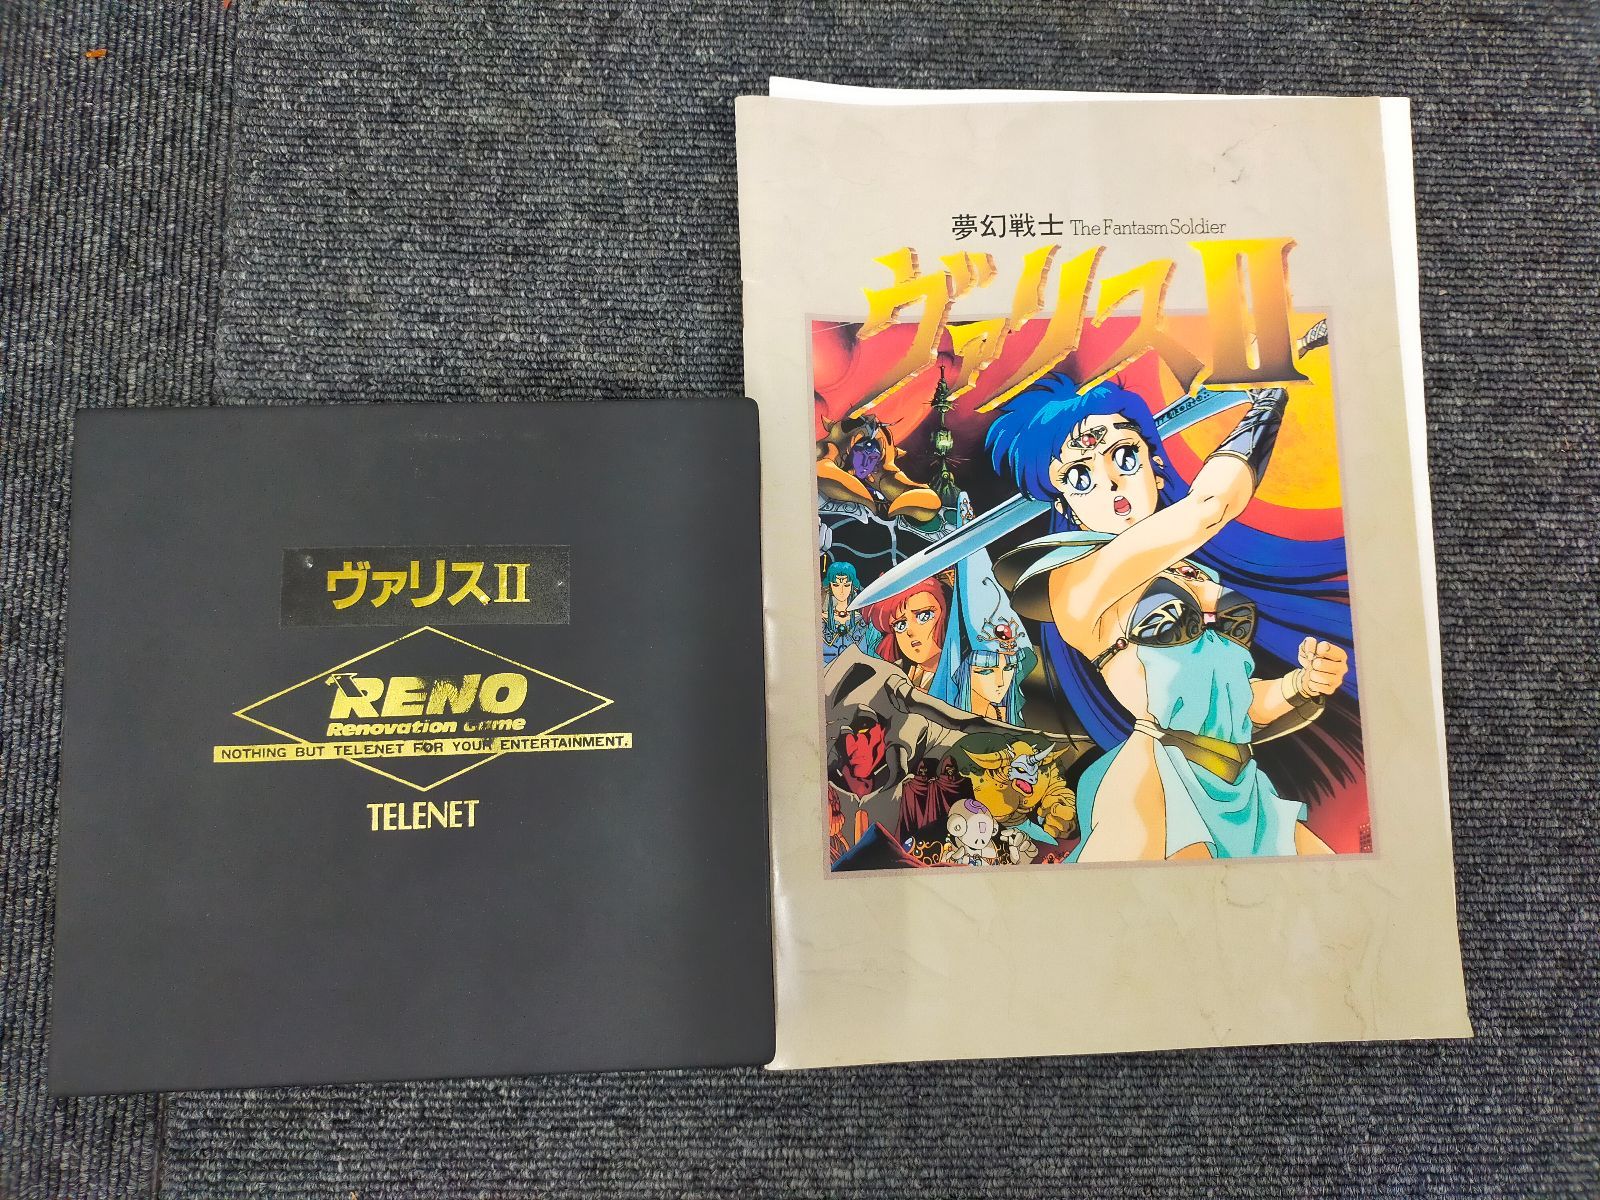 ヴァリスII
RENO
Renovation Game
NOTHING BUT TELENET FOR YOUR ENTERTAINMENT.
TELENET
夢幻戦士 The Fantasm Soldier
ヴァリスII